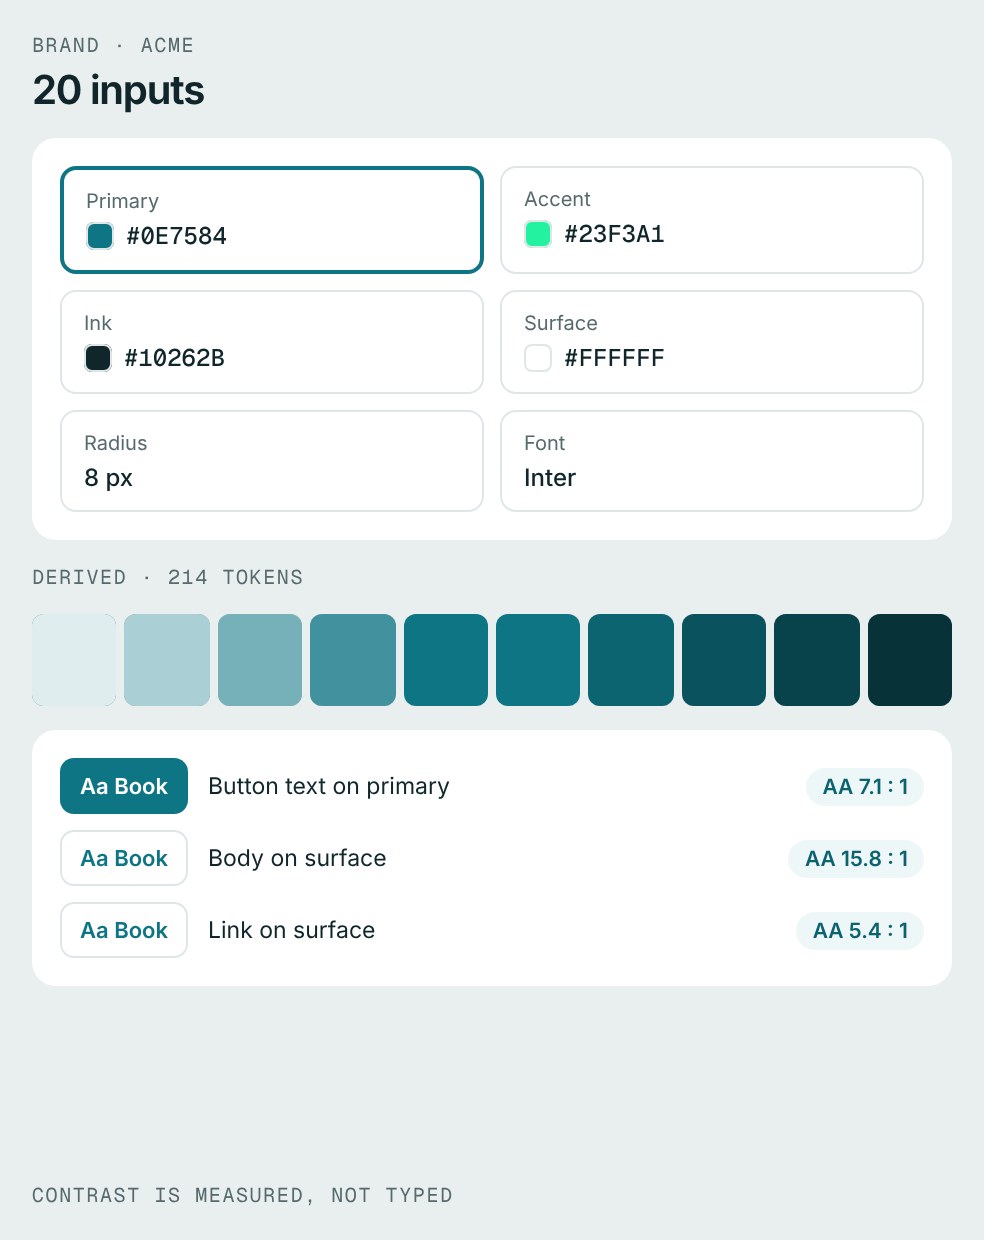 BRAND · ACME
20 inputs
Primary
#0E7584
Accent
#23F3A1
Ink
#10262B
Surface
#FFFFFF
Radius
8 px
Font
Inter
DERIVED · 214 TOKENS
Aa Book Button text on primary AA 7.1 : 1
Aa Book Body on surface AA 15.8 : 1
Aa Book Link on surface AA 5.4 : 1
CONTRAST IS MEASURED, NOT TYPED